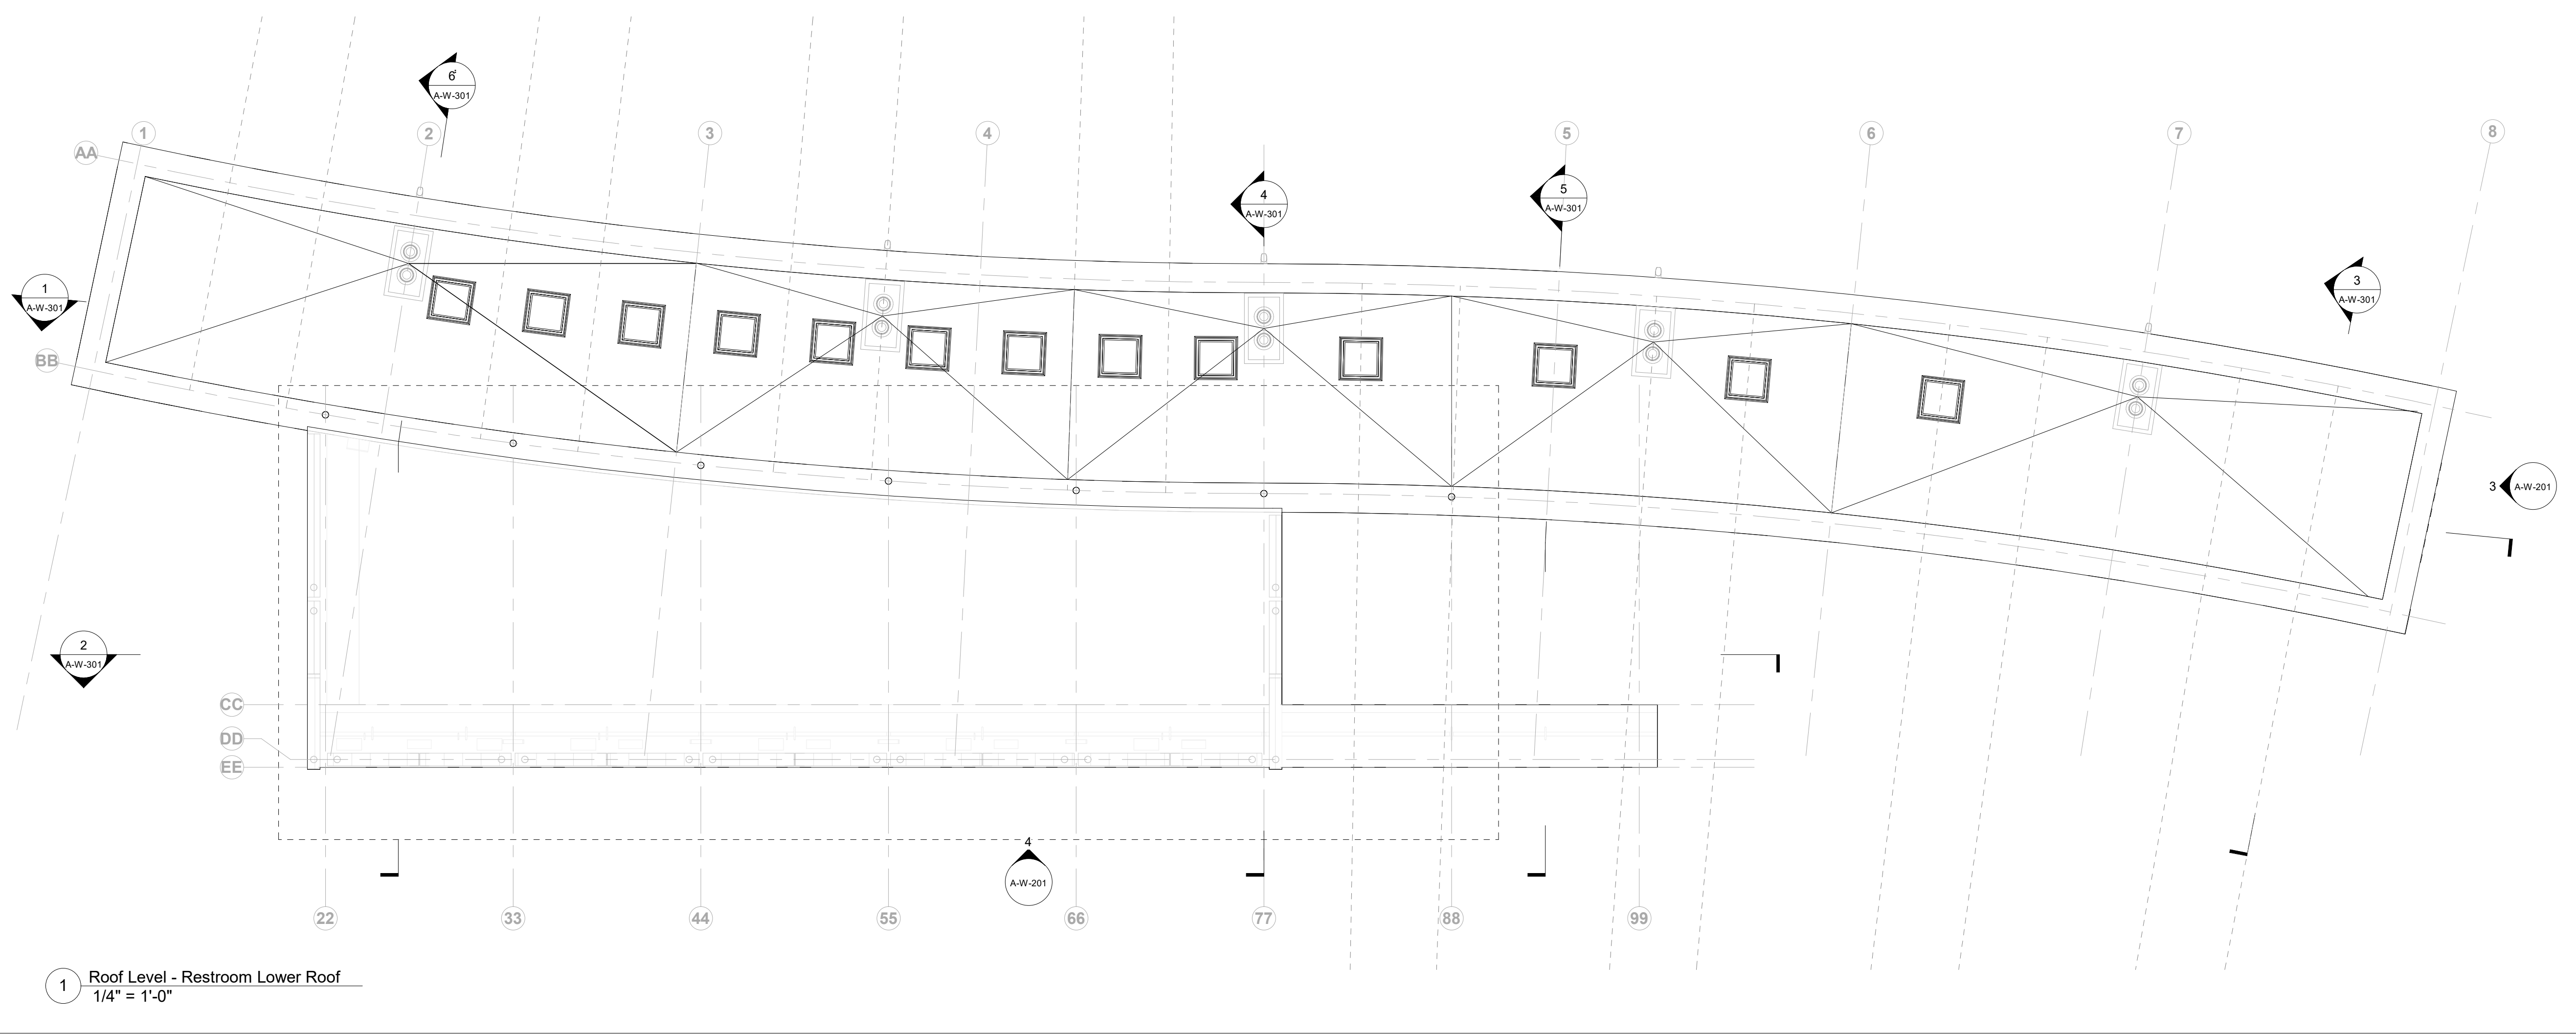 6
A-W-301
1
2
3
4
5
6
7
8
AA
4
A-W-301
5
A-W-301
3
A-W-301
1
A-W-301
BB
3
A-W-201
2
A-W-301
CC
DD
EE
4
A-W-201
22
33
44
55
66
77
88
99
1
Roof Level - Restroom Lower Roof
1/4" = 1'-0"